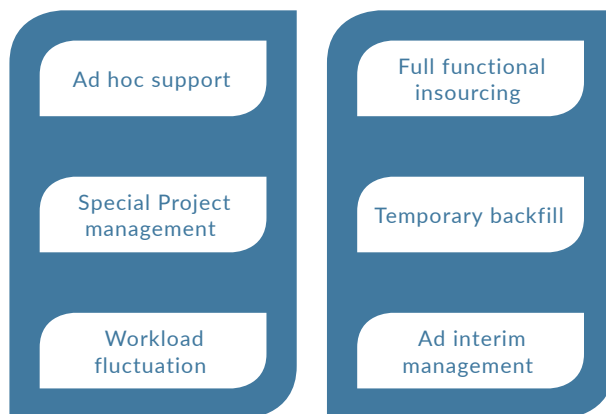 Ad hoc support
Special Project
management
Workload
fluctuation
Full functional
insourcing
Temporary backfill
Ad interim
management